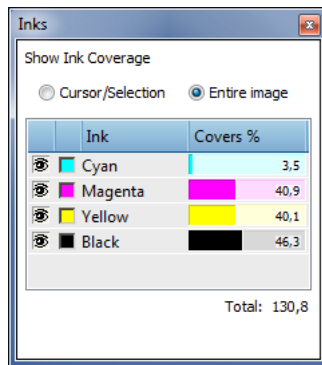 Inks
Show Ink Coverage
Cursor/Selection Entire image
Ink Covers %
Cyan 3,5
Magenta 40,9
Yellow 40,1
Black 46,3
Total: 130,8